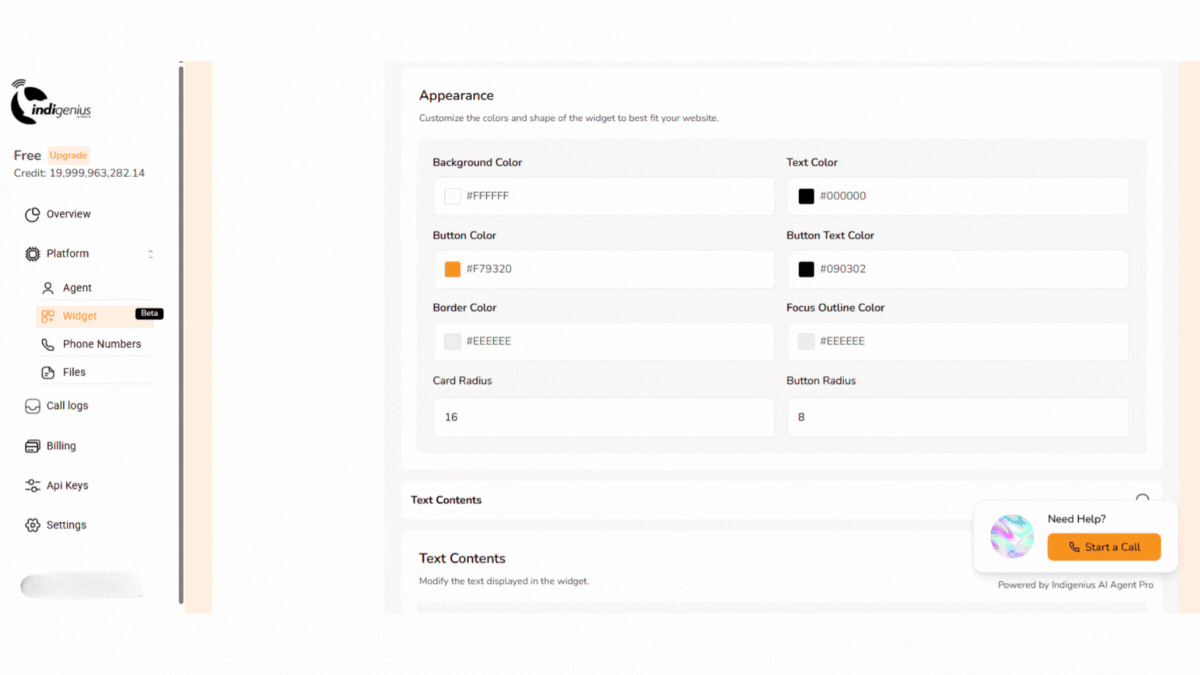 indigenius
Free Upgrade
Credit: 19,999,963,282.14
Overview
Platform
Agent
Widget Beta
Phone Numbers
Files
Call logs
Billing
Api Keys
Settings
Appearance
Customize the colors and shape of the widget to best fit your website.
Background Color Text Color
#FFFFFF #000000
Button Color Button Text Color
#F79320 #090302
Border Color Focus Outline Color
#EEEEEE #EEEEEE
Card Radius Button Radius
16 8
Text Contents
Text Contents
Modify the text displayed in the widget.
Need Help?
Start a Call
Powered by Indigenius AI Agent Pro